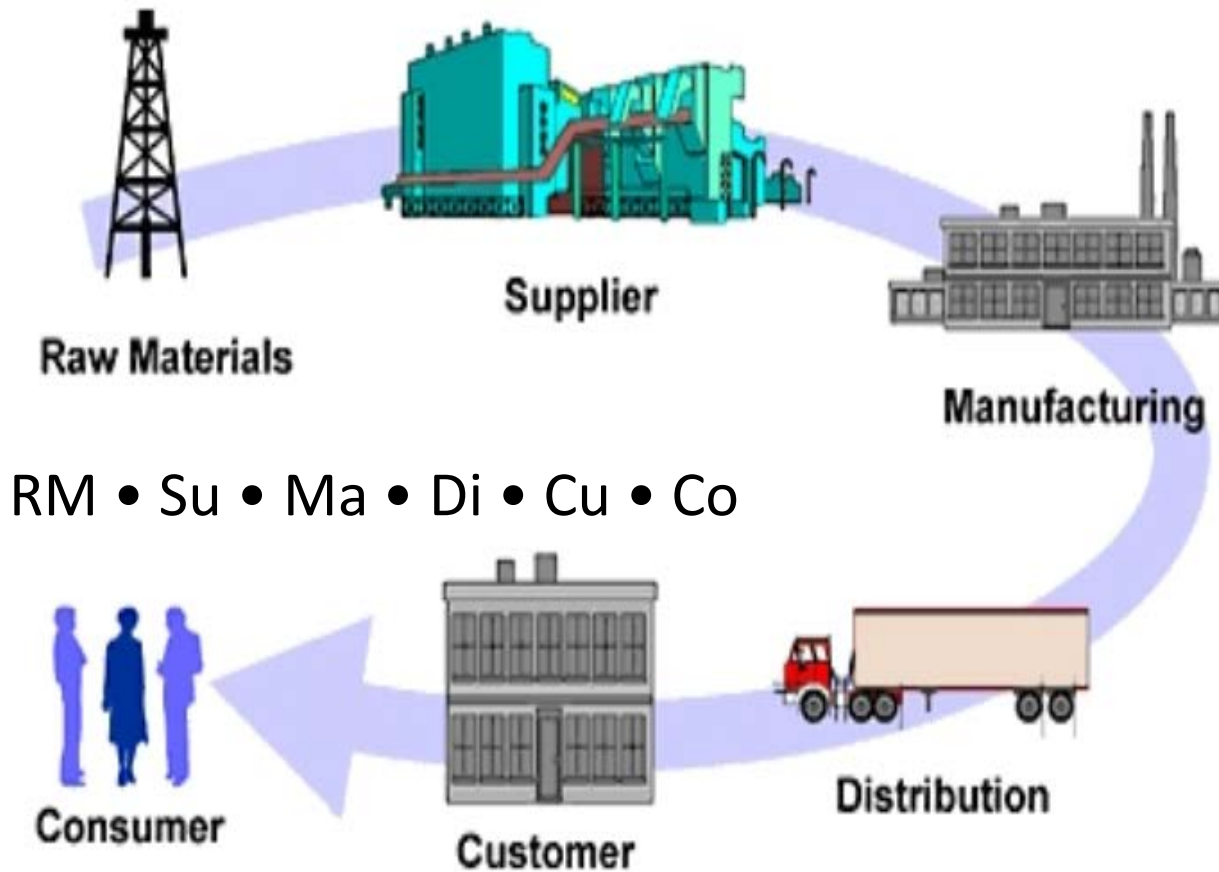 Raw Materials
Supplier
Manufacturing
RM • Su • Ma • Di • Cu • Co
Distribution
Customer
Consumer